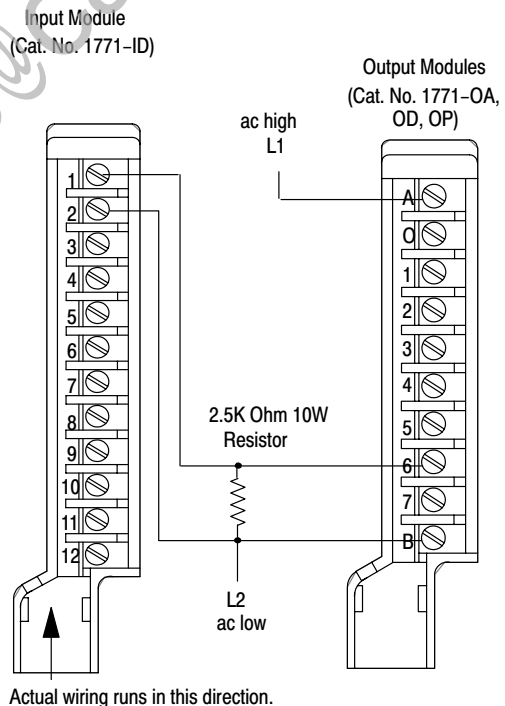 Input Module
(Cat. No. 1771–ID)
Output Modules
(Cat. No. 1771–OA,
OD, OP)
ac high
L1
1
2
3
4
5
6
7
8
9
10
11
12
A
O
1
2
3
4
5
6
7
B
2.5K Ohm 10W
Resistor
L2
ac low
Actual wiring runs in this direction.